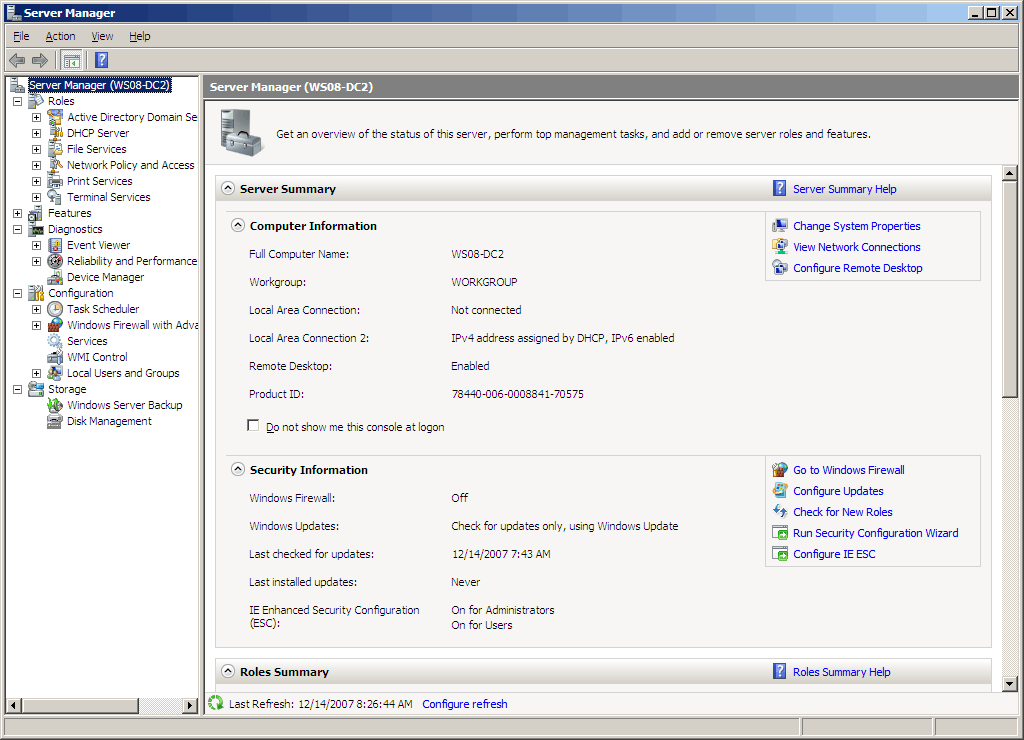 Server Manager
File Action View Help
Server Manager (WS08-DC2)
Roles
Active Directory Domain Se
DHCP Server
File Services
Network Policy and Access
Print Services
Terminal Services
Features
Diagnostics
Event Viewer
Reliability and Performance
Device Manager
Configuration
Task Scheduler
Windows Firewall with Adva
Services
WMI Control
Local Users and Groups
Storage
Windows Server Backup
Disk Management
Server Manager (WS08-DC2)
Get an overview of the status of this server, perform top management tasks, and add or remove server roles and features.
Server Summary
Server Summary Help
Computer Information
Full Computer Name: WS08-DC2
Workgroup: WORKGROUP
Local Area Connection: Not connected
Local Area Connection 2: IPv4 address assigned by DHCP, IPv6 enabled
Remote Desktop: Enabled
Product ID: 78440-006-0008841-70575
Do not show me this console at logon
Change System Properties
View Network Connections
Configure Remote Desktop
Security Information
Windows Firewall: Off
Windows Updates: Check for updates only, using Windows Update
Last checked for updates: 12/14/2007 7:43 AM
Last installed updates: Never
IE Enhanced Security Configuration On for Administrators
(ESC): On for Users
Go to Windows Firewall
Configure Updates
Check for New Roles
Run Security Configuration Wizard
Configure IE ESC
Roles Summary
Roles Summary Help
Last Refresh: 12/14/2007 8:26:44 AM Configure refresh